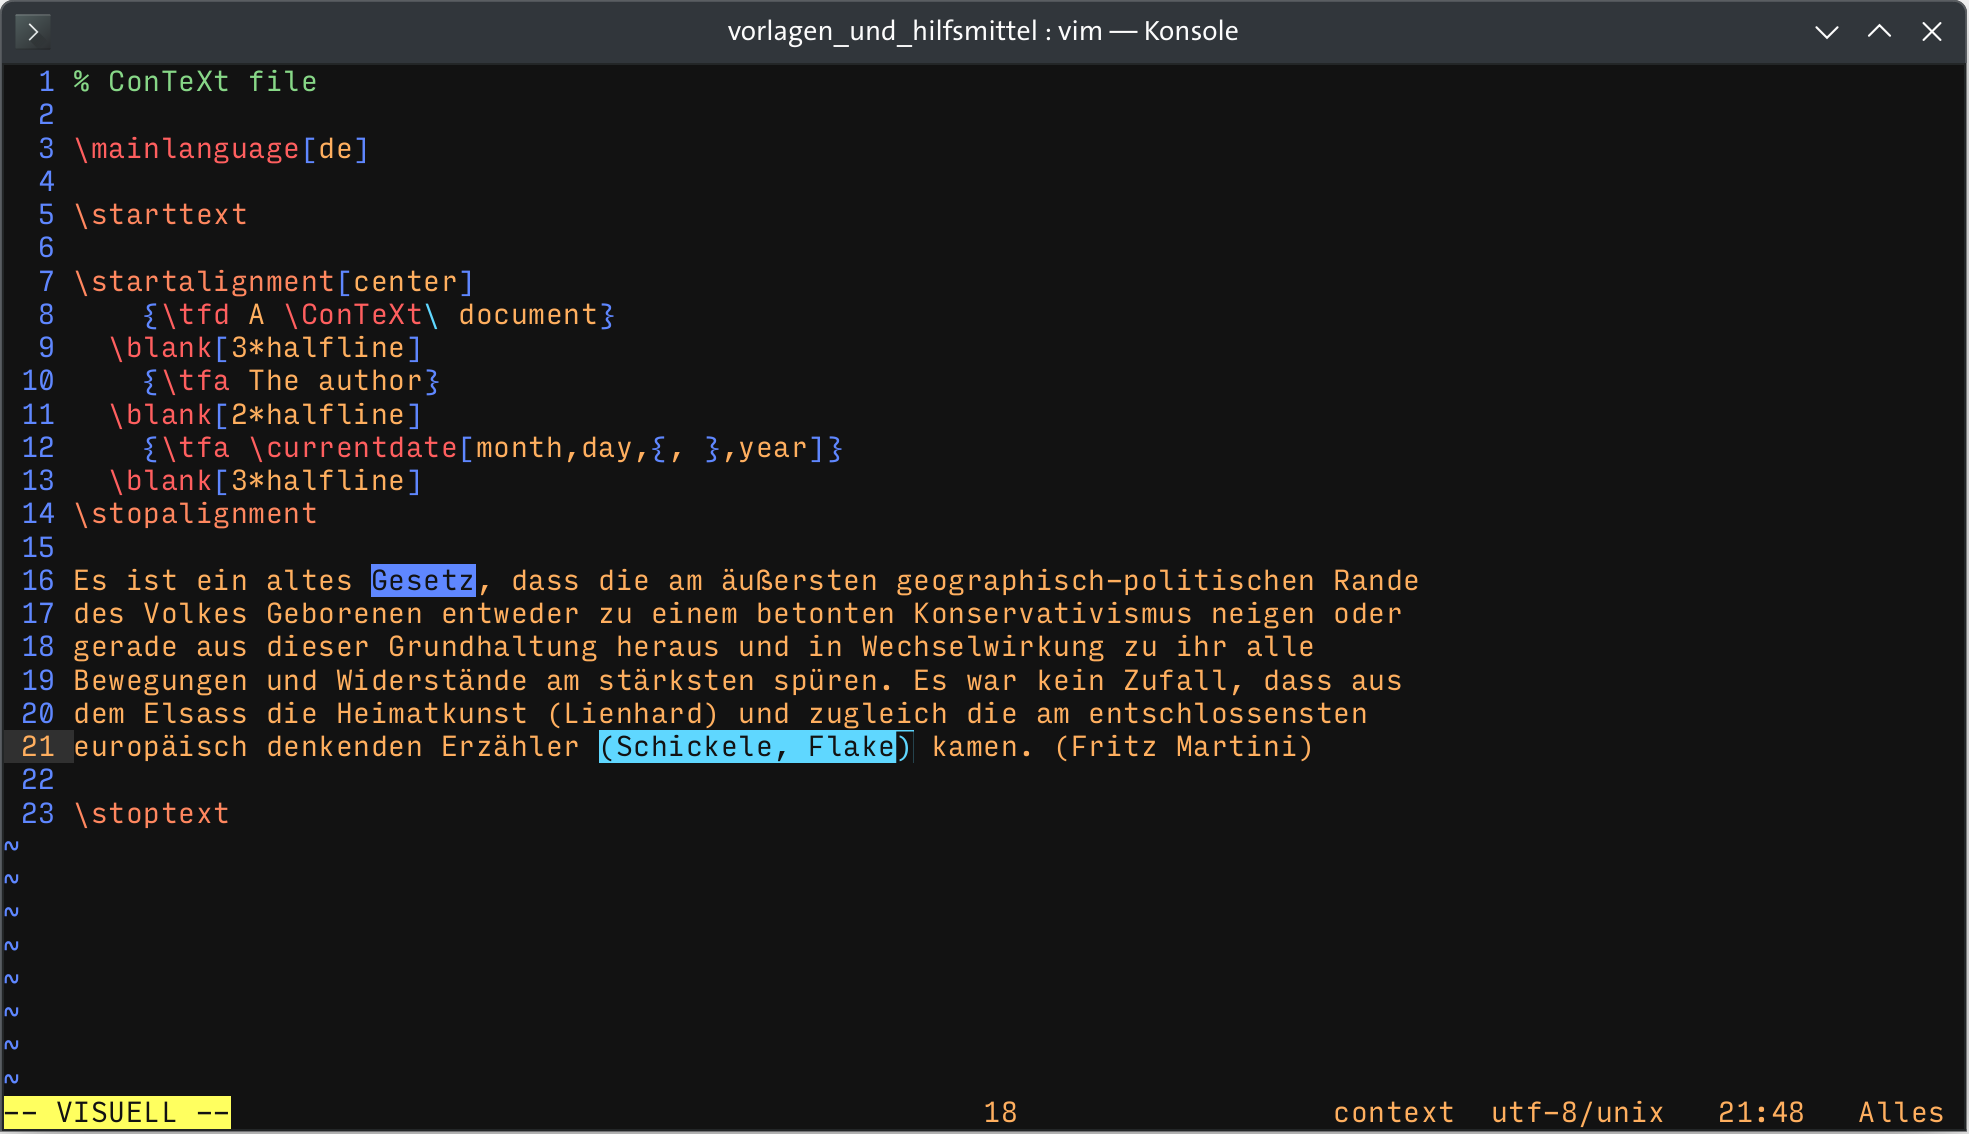 vorlagen_und_hilfsmittel : vim — Konsole
1 % ConTeXt file
2
3 \mainlanguage[de]
4
5 \starttext
6
7 \startalignment[center]
8     {\tfd A \ConTeXt\ document}
9   \blank[3*halfline]
10     {\tfa The author}
11   \blank[2*halfline]
12     {\tfa \currentdate[month,day,{, },year]}
13   \blank[3*halfline]
14 \stopalignment
15
16 Es ist ein altes Gesetz, dass die am äußersten geographisch-politischen Rande
17 des Volkes Geborenen entweder zu einem betonten Konservativismus neigen oder
18 gerade aus dieser Grundhaltung heraus und in Wechselwirkung zu ihr alle
19 Bewegungen und Widerstände am stärksten spüren. Es war kein Zufall, dass aus
20 dem Elsass die Heimatkunst (Lienhard) und zugleich die am entschlossensten
21 europäisch denkenden Erzähler (Schickele, Flake) kamen. (Fritz Martini)
22
23 \stoptext
~
~
~
~
~
~
~
~
-- VISUELL -- 18 context utf-8/unix 21:48 Alles